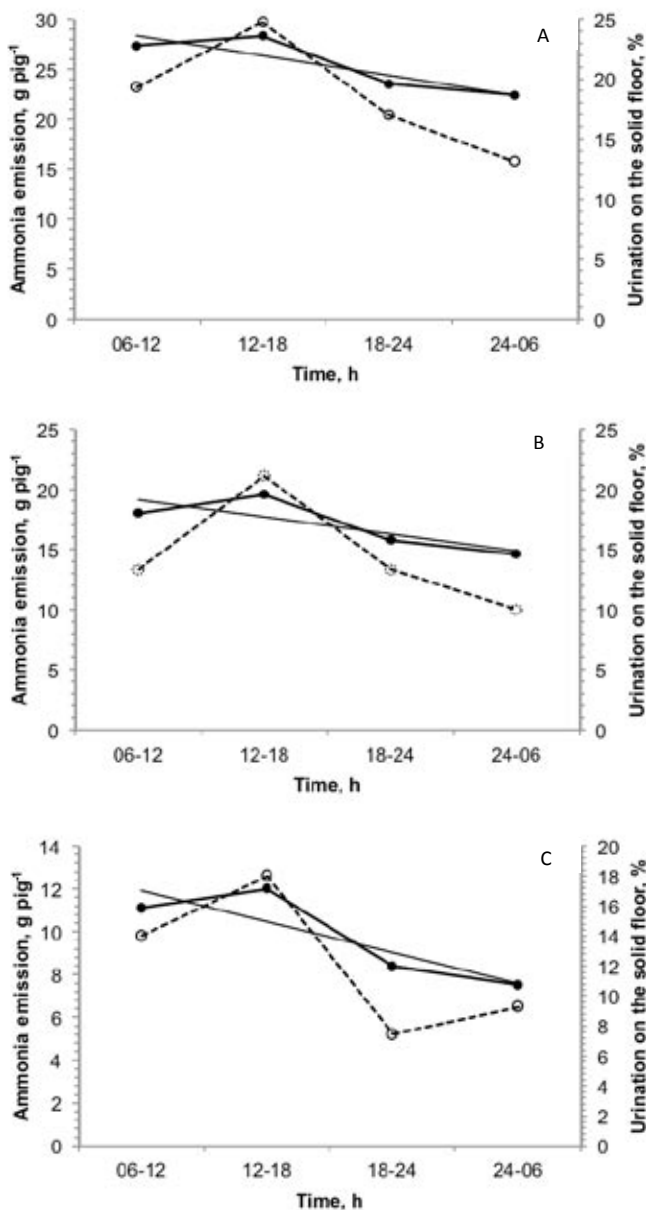 A
Ammonia emission, g pig-1
30
25
20
15
10
5
0
Urination on the solid floor, %
25
20
15
10
5
0
06-12 12-18 18-24 24-06
Time, h
B
Ammonia emission, g pig-1
25
20
15
10
5
0
Urination on the solid floor, %
25
20
15
10
5
0
06-12 12-18 18-24 24-06
Time, h
C
Ammonia emission, g pig-1
14
12
10
8
6
4
2
0
Urination on the solid floor, %
20
18
16
14
12
10
8
6
4
2
0
06-12 12-18 18-24 24-06
Time, h